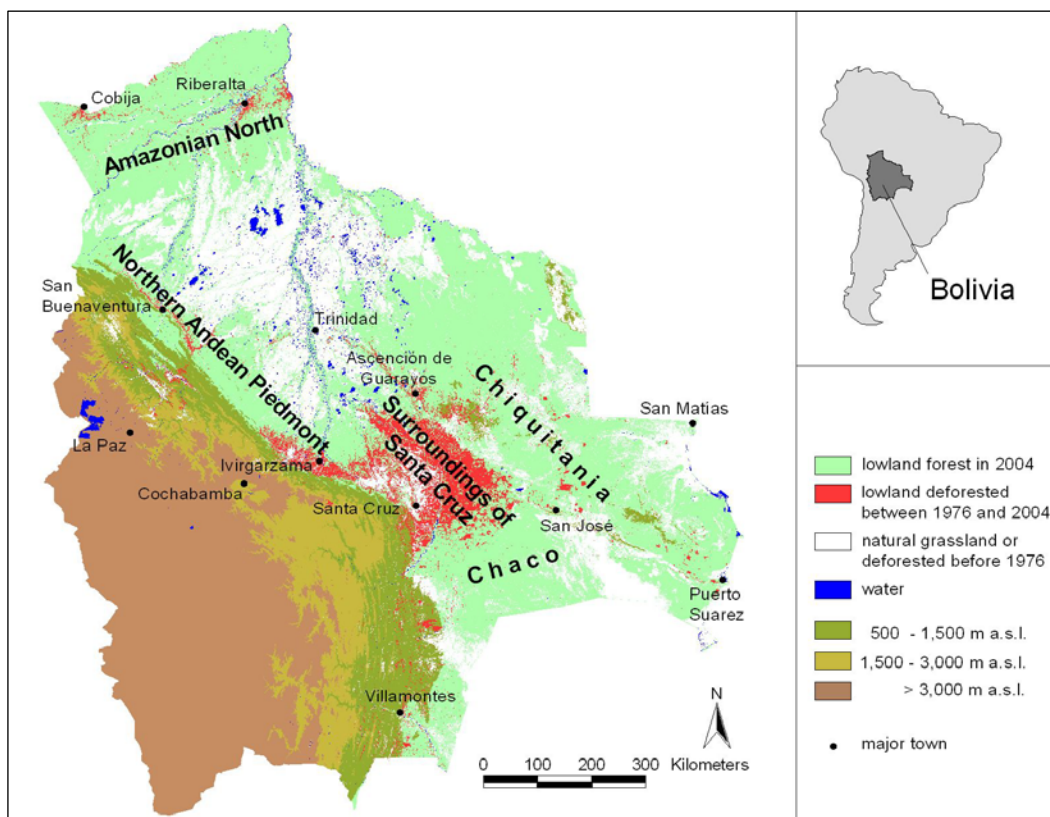 Cobija
Riberalta
Amazonian North
San
Buenaventura
Northern Andean Piedmont
Trinidad
Ascención de
Guarayos
Chiquitania
San Matias
Surroundings of
Santa Cruz
La Paz
Ivirgarzama
Cochabamba
Santa Cruz
San José
Chaco
Puerto
Suarez
Villamontes
N
Kilometers
0 100 200 300
Bolivia
lowland forest in 2004
lowland deforested
between 1976 and 2004
natural grassland or
deforested before 1976
water
500 - 1,500 m a.s.l.
1,500 - 3,000 m a.s.l.
> 3,000 m a.s.l.
major town